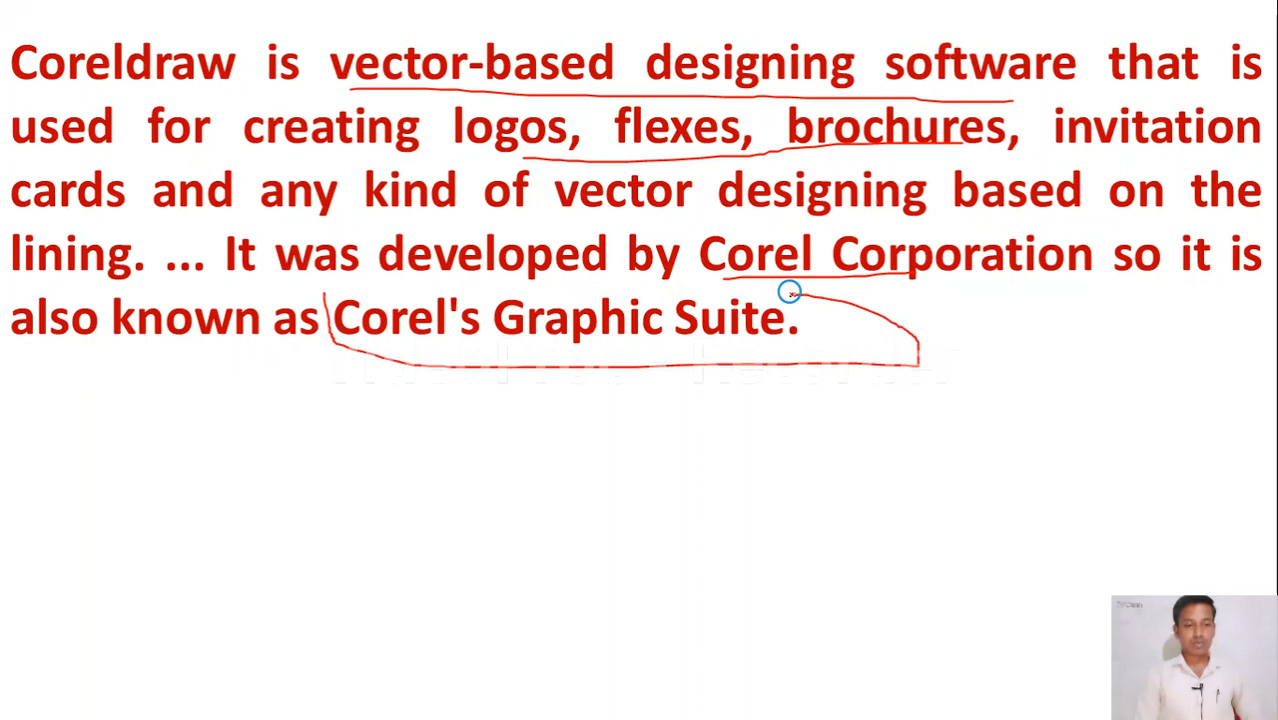 Coreldraw is vector-based designing software that is
used for creating logos, flexes, brochures, invitation
cards and any kind of vector designing based on the
lining. ... It was developed by Corel Corporation so it is
also known as Corel's Graphic Suite.